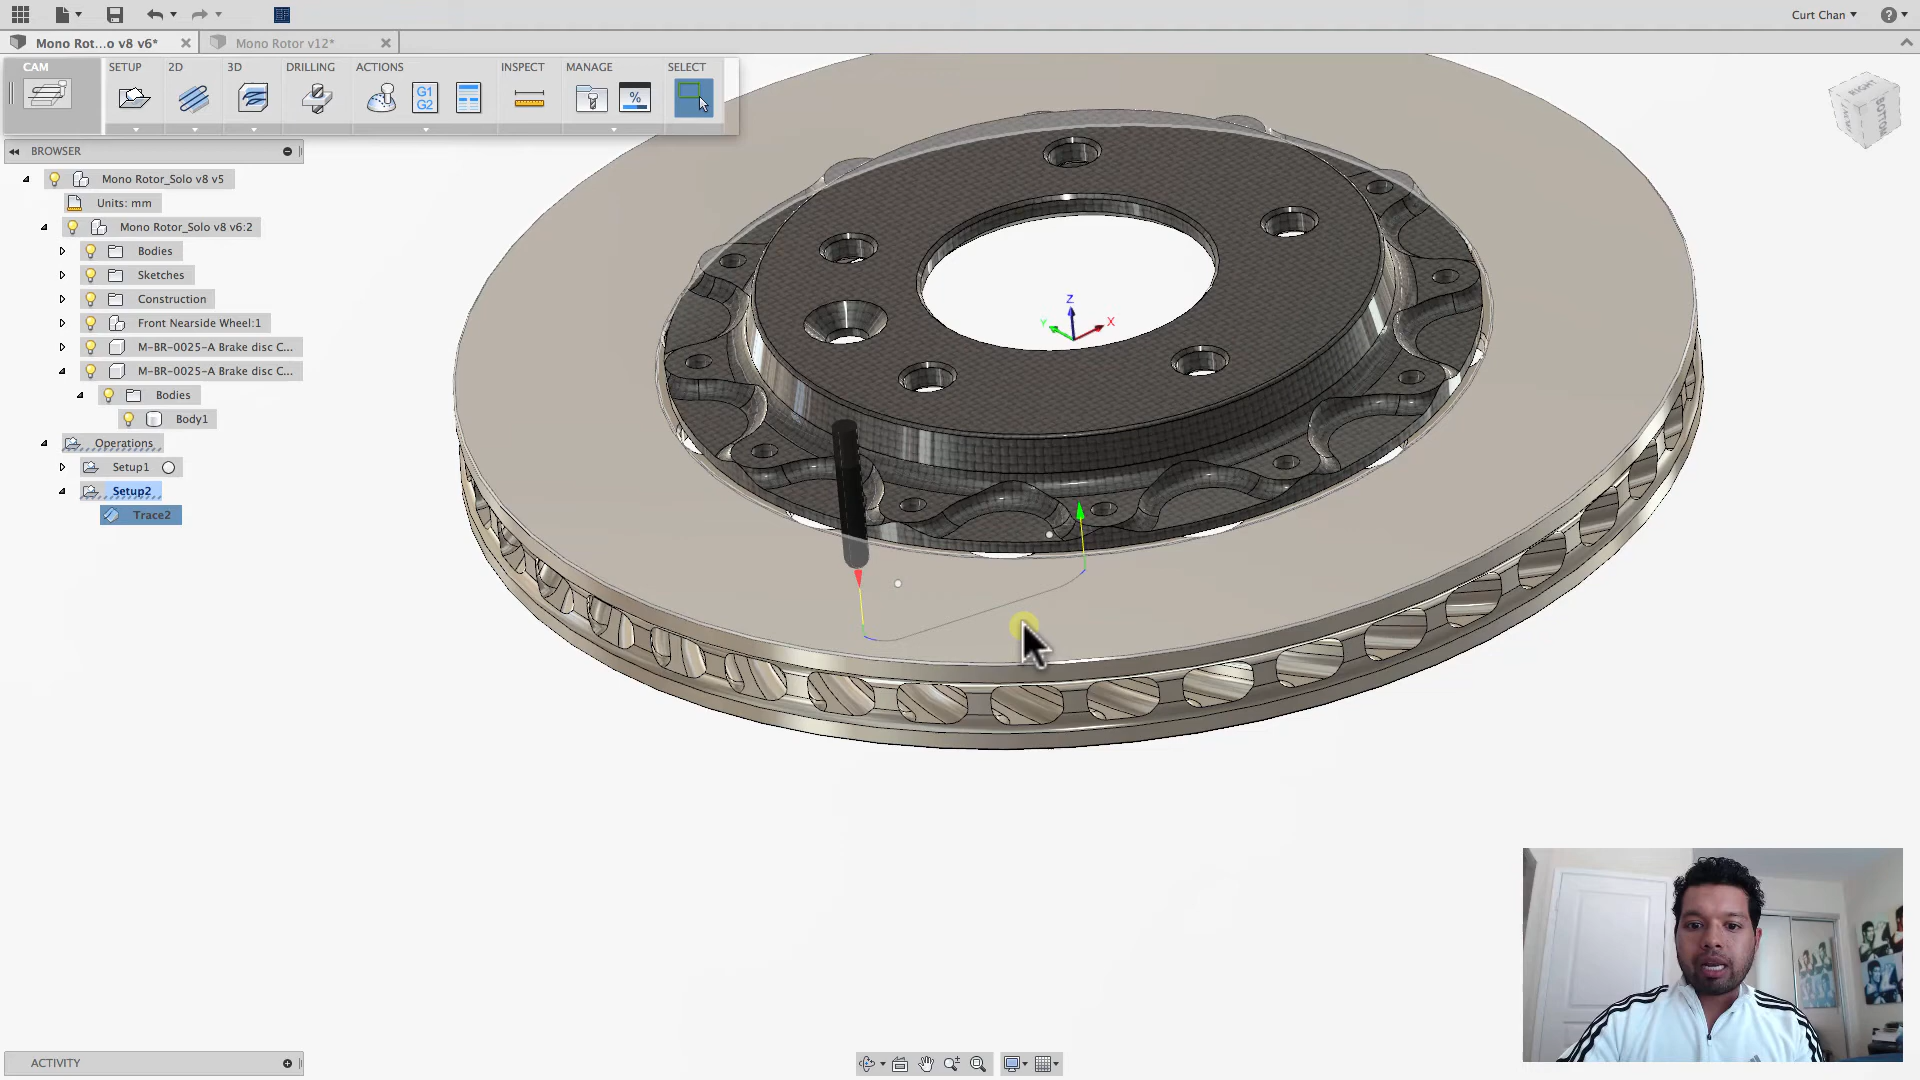 Curt Chan
Mono Rot...o v8 v6*
Mono Rotor v12*
CAM
SETUP
2D
3D
DRILLING
ACTIONS
INSPECT
MANAGE
SELECT
G1
G2
%
RIGHT
BOTTOM
BROWSER
Mono Rotor_Solo v8 v5
Units: mm
Mono Rotor_Solo v8 v6:2
Bodies
Sketches
Construction
Front Nearside Wheel:1
M-BR-0025-A Brake disc C...
M-BR-0025-A Brake disc C...
Bodies
Body1
Operations
Setup1
Setup2
Trace2
Z
Y
X
ACTIVITY